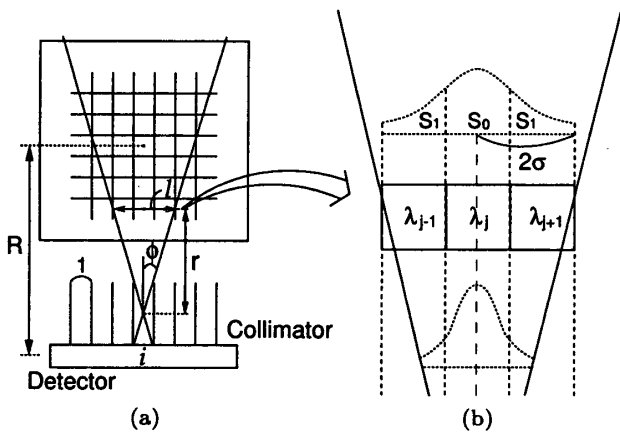 l
R
ϕ
r
1
Collimator
i
Detector
(a)
S₁ S₀ S₁
2σ
λⱼ₋₁ λⱼ λⱼ₊₁
(b)